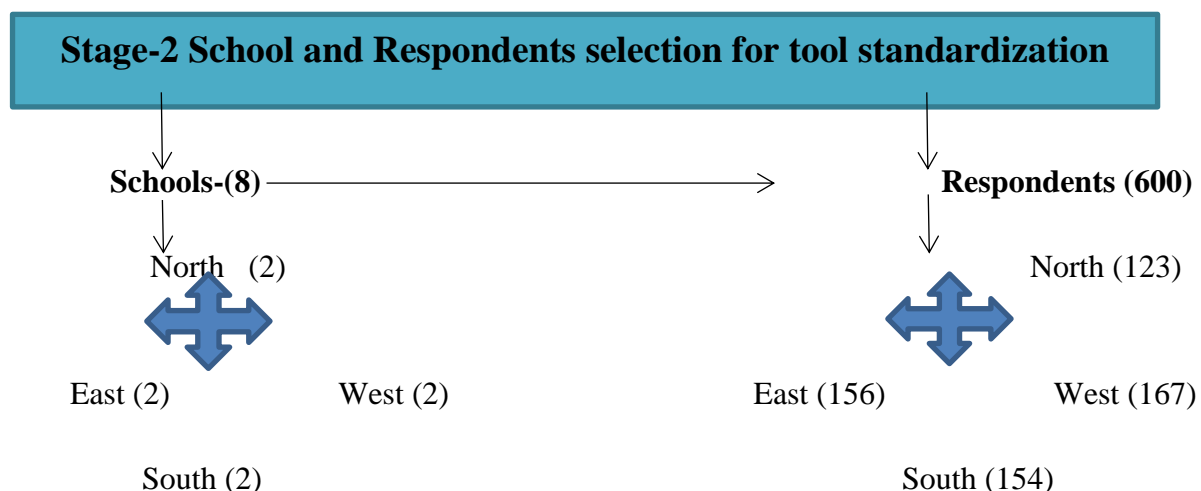 Stage-2 School and Respondents selection for tool standardization
Schools-(8) Respondents (600)
North (2) North (123)
East (2) West (2) East (156) West (167)
South (2) South (154)